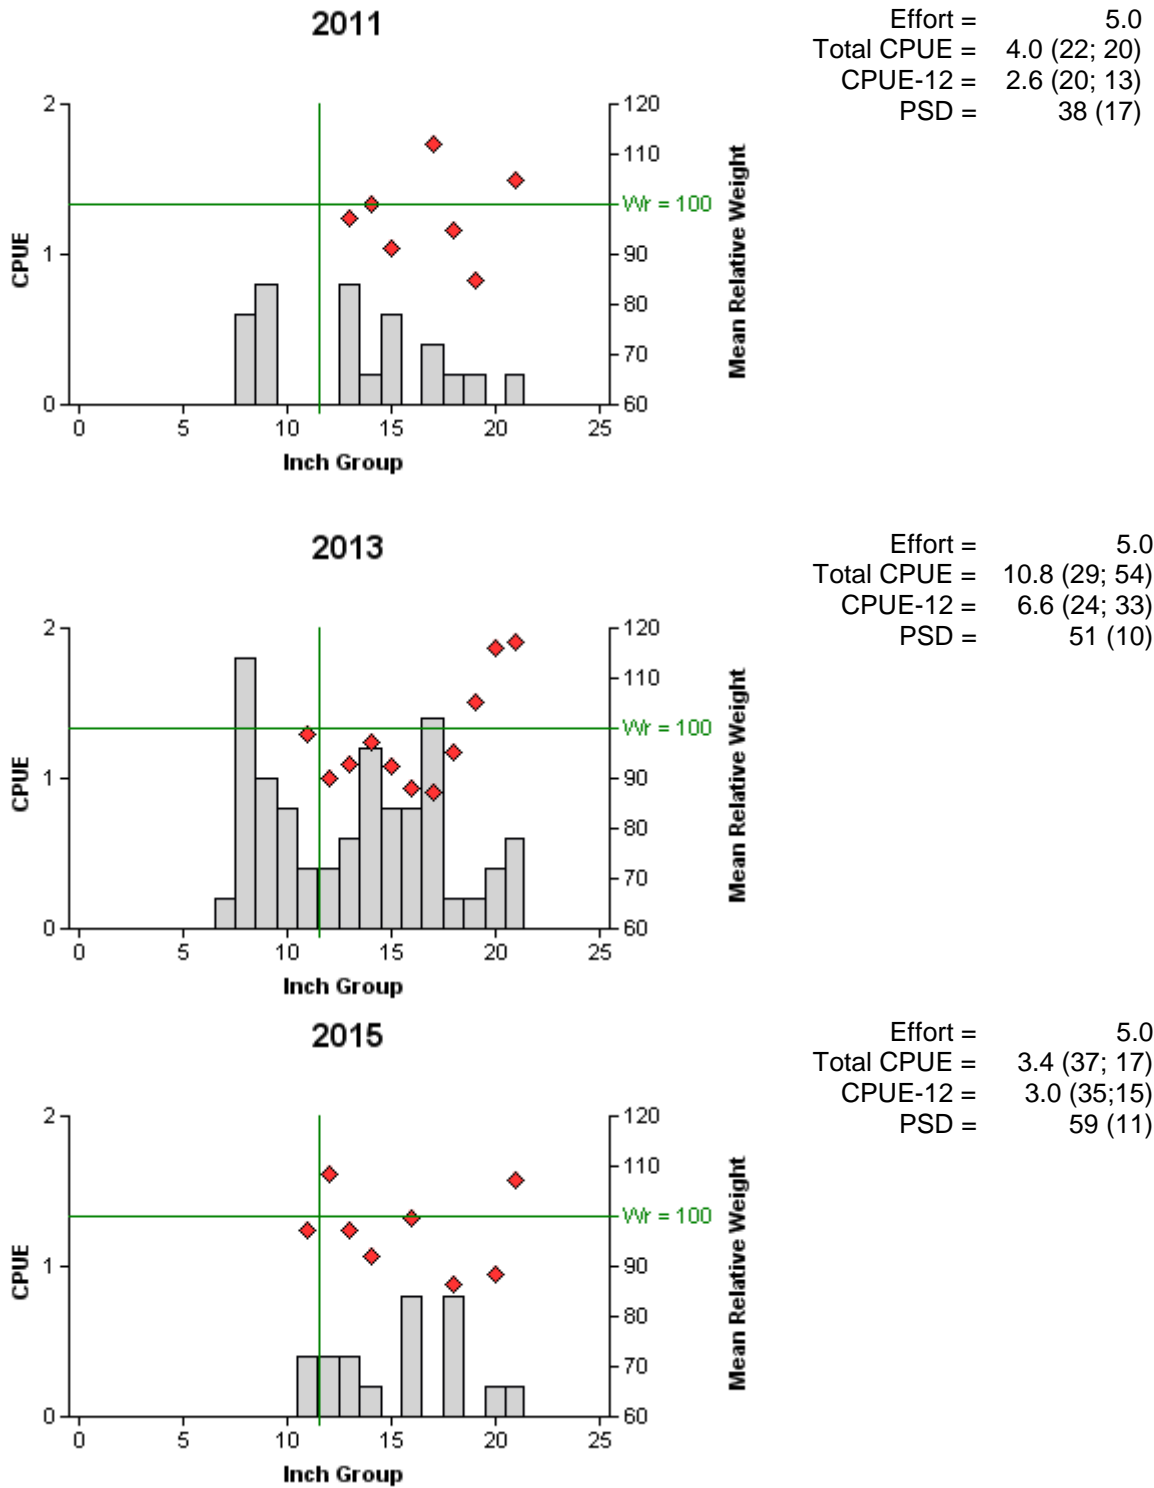 2011
Effort = 5.0
Total CPUE = 4.0 (22; 20)
CPUE-12 = 2.6 (20; 13)
PSD = 38 (17)
2 120
110
Wr = 100
1 90
80
70
0 60
0 5 10 15 20 25
CPUE
Mean Relative Weight
Inch Group
2013
Effort = 5.0
Total CPUE = 10.8 (29; 54)
CPUE-12 = 6.6 (24; 33)
PSD = 51 (10)
2 120
110
Wr = 100
1 90
80
70
0 60
0 5 10 15 20 25
CPUE
Mean Relative Weight
Inch Group
2015
Effort = 5.0
Total CPUE = 3.4 (37; 17)
CPUE-12 = 3.0 (35;15)
PSD = 59 (11)
2 120
110
Wr = 100
1 90
80
70
0 60
0 5 10 15 20 25
CPUE
Mean Relative Weight
Inch Group